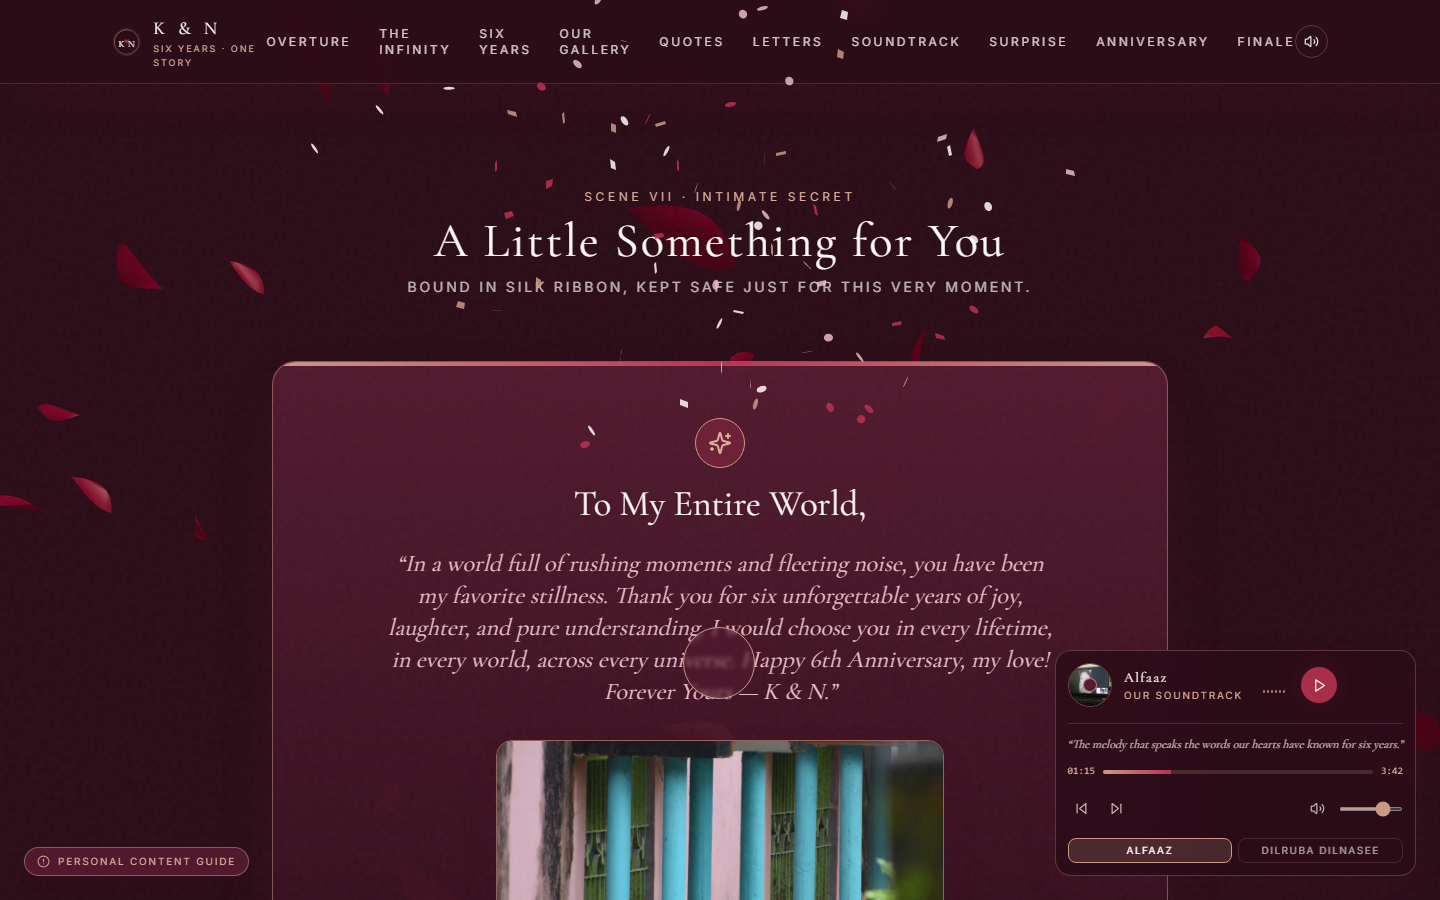 K N
K & N
SIX YEARS · ONE
STORY
OVERTURE
THE
INFINITY
SIX
YEARS
OUR
GALLERY
QUOTES
LETTERS
SOUNDTRACK
SURPRISE
ANNIVERSARY
FINALE
SCENE VII · INTIMATE SECRET
A Little Something for You
BOUND IN SILK RIBBON, KEPT SAFE JUST FOR THIS VERY MOMENT.
To My Entire World,
“In a world full of rushing moments and fleeting noise, you have been
my favorite stillness. Thank you for six unforgettable years of joy,
laughter, and pure understanding. I would choose you in every lifetime,
in every world, across every universe. Happy 6th Anniversary, my love!
Forever Yours — K & N.”
Alfaaz
OUR SOUNDTRACK
“The melody that speaks the words our hearts have known for six years.”
01:15
3:42
ALFAAZ
DILRUBA DILNASEE
PERSONAL CONTENT GUIDE